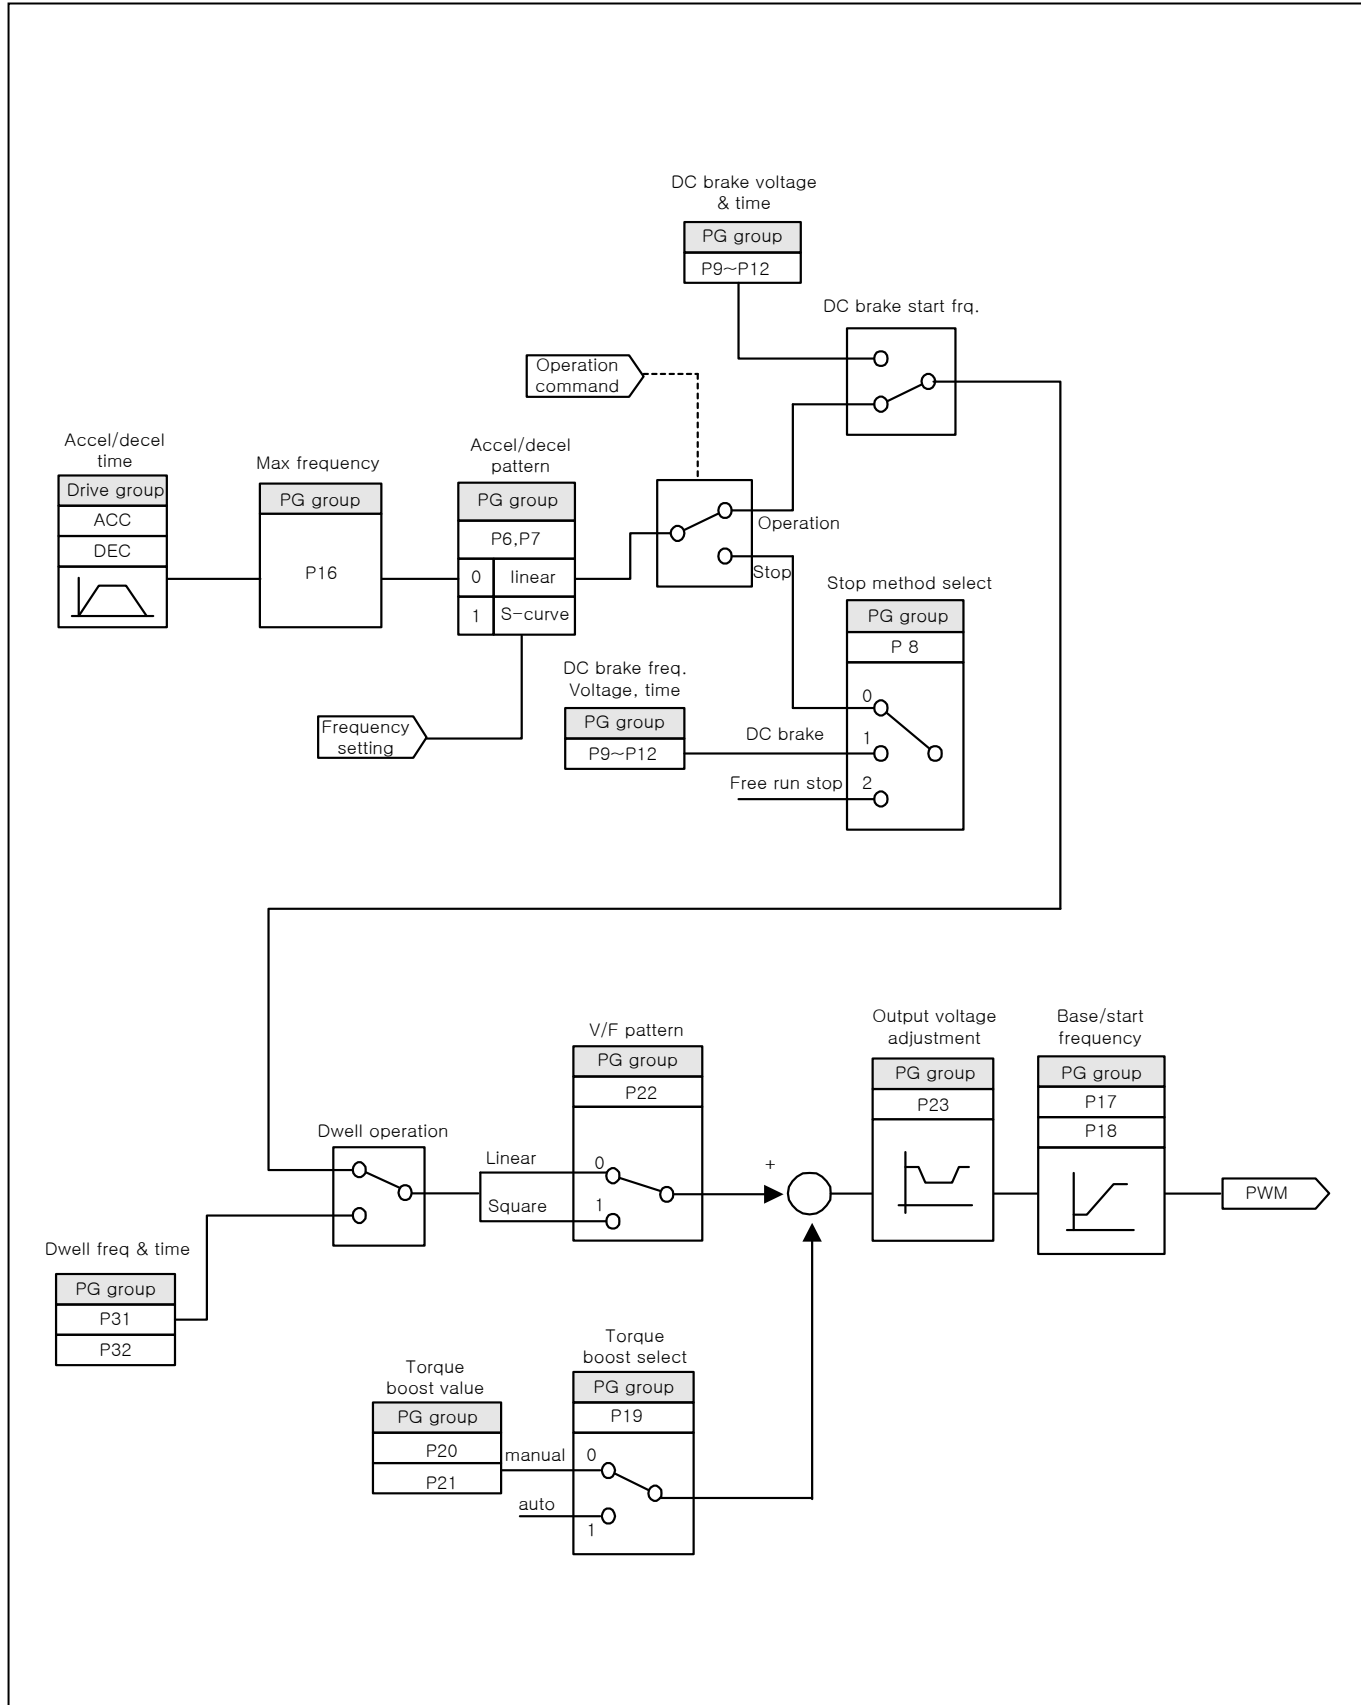 DC brake voltage
& time
PG group
P9~P12
DC brake start frq.
Operation
command
Accel/decel
time
Drive group
ACC
DEC
Max frequency
PG group
P16
Accel/decel
pattern
PG group
P6,P7
0 linear
1 S-curve
Operation
Stop
Frequency
setting
Stop method select
PG group
P 8
0
1
2
DC brake freq.
Voltage, time
PG group
P9~P12
DC brake
Free run stop
Dwell operation
Dwell freq & time
PG group
P31
P32
Linear
Square
V/F pattern
PG group
P22
0
1
+
Output voltage
adjustment
PG group
P23
Base/start
frequency
PG group
P17
P18
PWM
Torque
boost value
PG group
P20
P21
manual
auto
Torque
boost select
PG group
P19
0
1